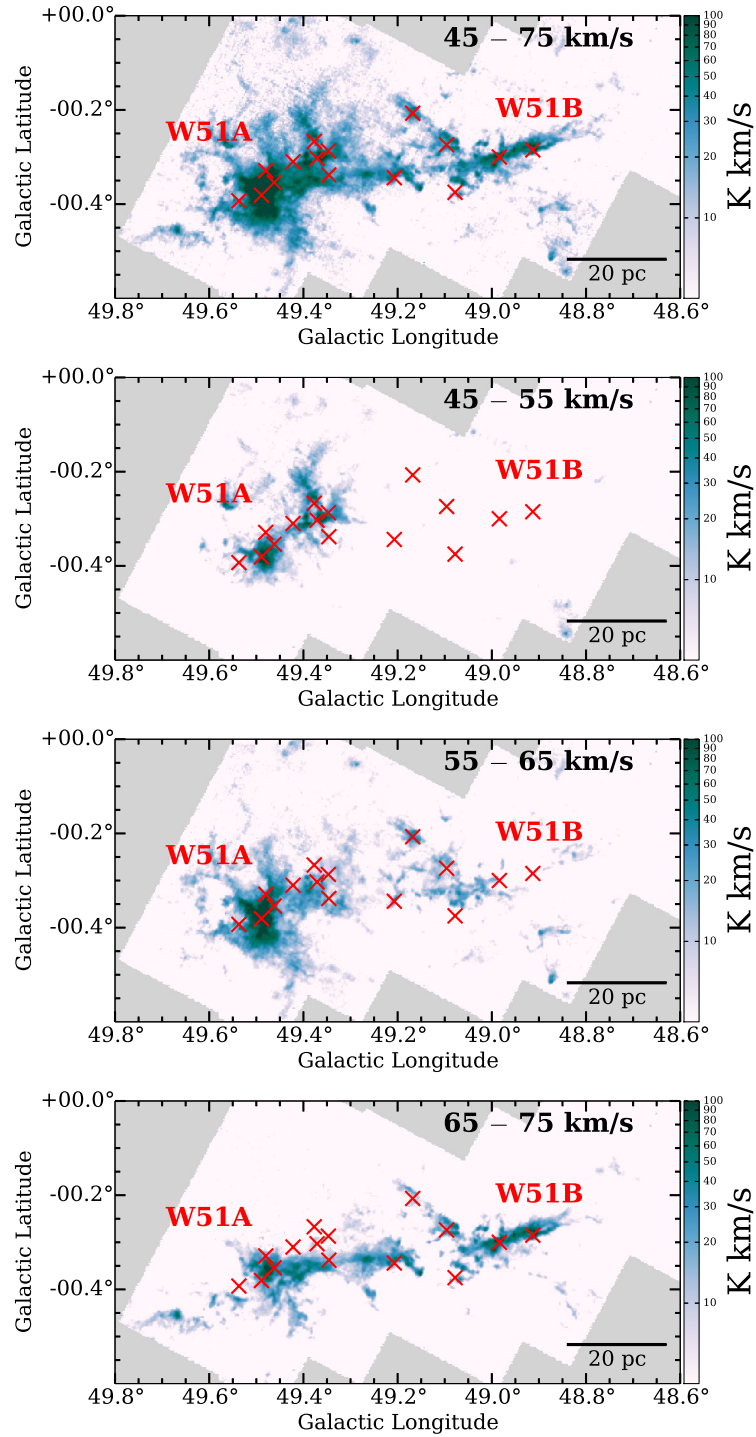 45 – 75 km/s
+00.0°
-00.2
-00.4
Galactic Latitude
W51A
W51B
20 pc
49.8° 49.6° 49.4° 49.2° 49.0° 48.8° 48.6°
Galactic Longitude
100
90
80
70
60
50
40
30
20
10
K km/s
45 – 55 km/s
+00.0°
-00.2
-00.4
Galactic Latitude
W51A
W51B
20 pc
49.8° 49.6° 49.4° 49.2° 49.0° 48.8° 48.6°
Galactic Longitude
100
90
80
70
60
50
40
30
20
10
K km/s
55 – 65 km/s
+00.0°
-00.2
-00.4
Galactic Latitude
W51A
W51B
20 pc
49.8° 49.6° 49.4° 49.2° 49.0° 48.8° 48.6°
Galactic Longitude
100
90
80
70
60
50
40
30
20
10
K km/s
65 – 75 km/s
+00.0°
-00.2
-00.4
Galactic Latitude
W51A
W51B
20 pc
49.8° 49.6° 49.4° 49.2° 49.0° 48.8° 48.6°
Galactic Longitude
100
90
80
70
60
50
40
30
20
10
K km/s